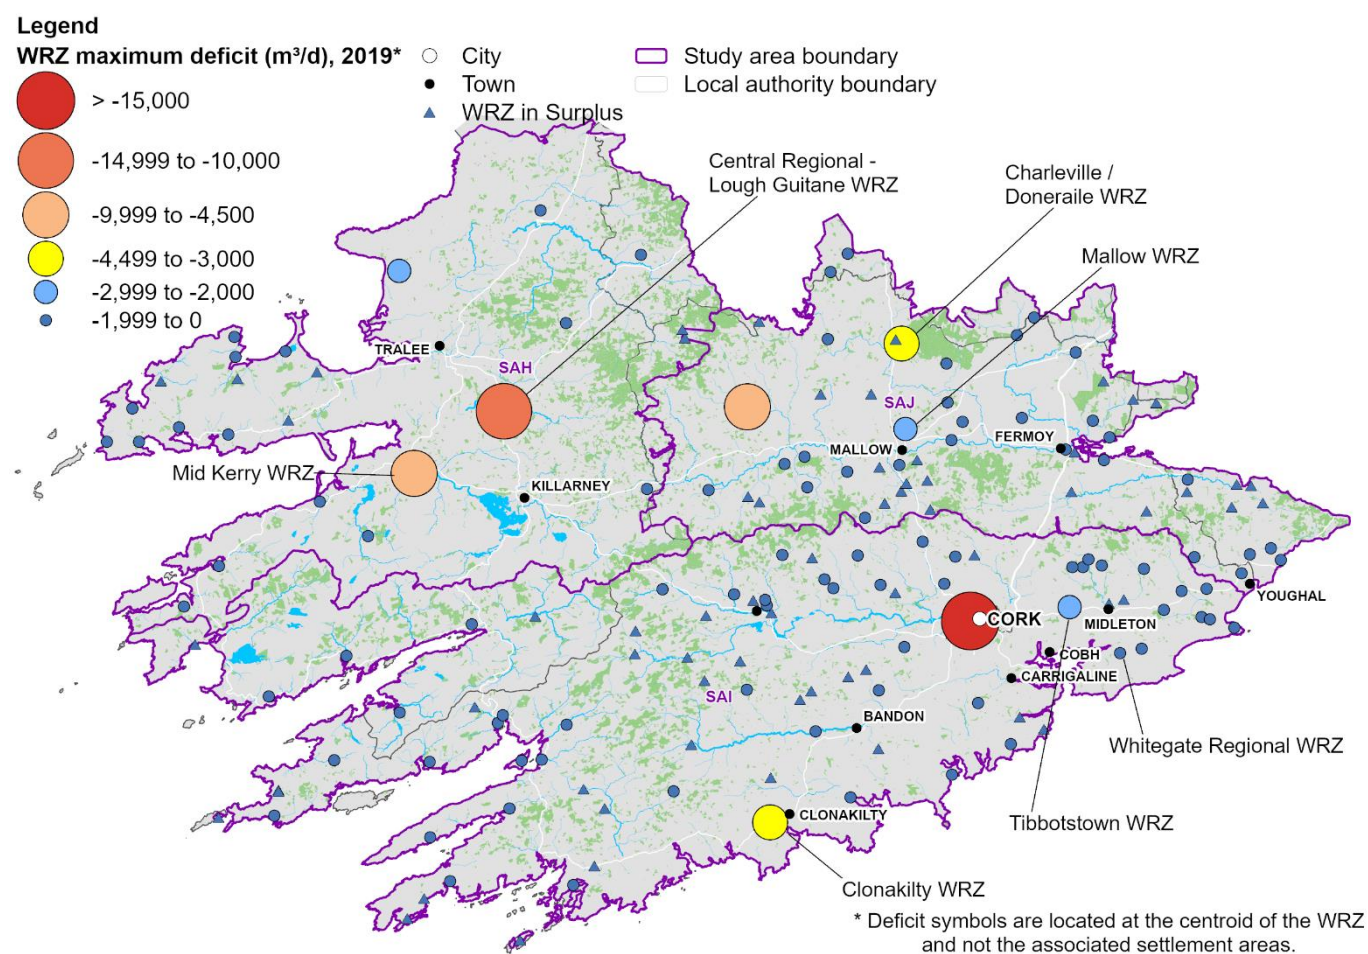 Legend
WRZ maximum deficit (m³/d), 2019*
> -15,000
-14,999 to -10,000
-9,999 to -4,500
-4,499 to -3,000
-2,999 to -2,000
-1,999 to 0
City
Town
WRZ in Surplus
Study area boundary
Local authority boundary
Central Regional -
Lough Guitane WRZ
Charleville /
Doneraile WRZ
Mallow WRZ
TRALEE
SAH
SAJ
MALLOW
FERMOY
Mid Kerry WRZ
KILLARNEY
YOUGHAL
CORK
MIDLETON
COBH
CARRIGALINE
SAI
BANDON
Whitegate Regional WRZ
CLONAKILTY
Tibbotstown WRZ
Clonakilty WRZ
* Deficit symbols are located at the centroid of the WRZ
and not the associated settlement areas.